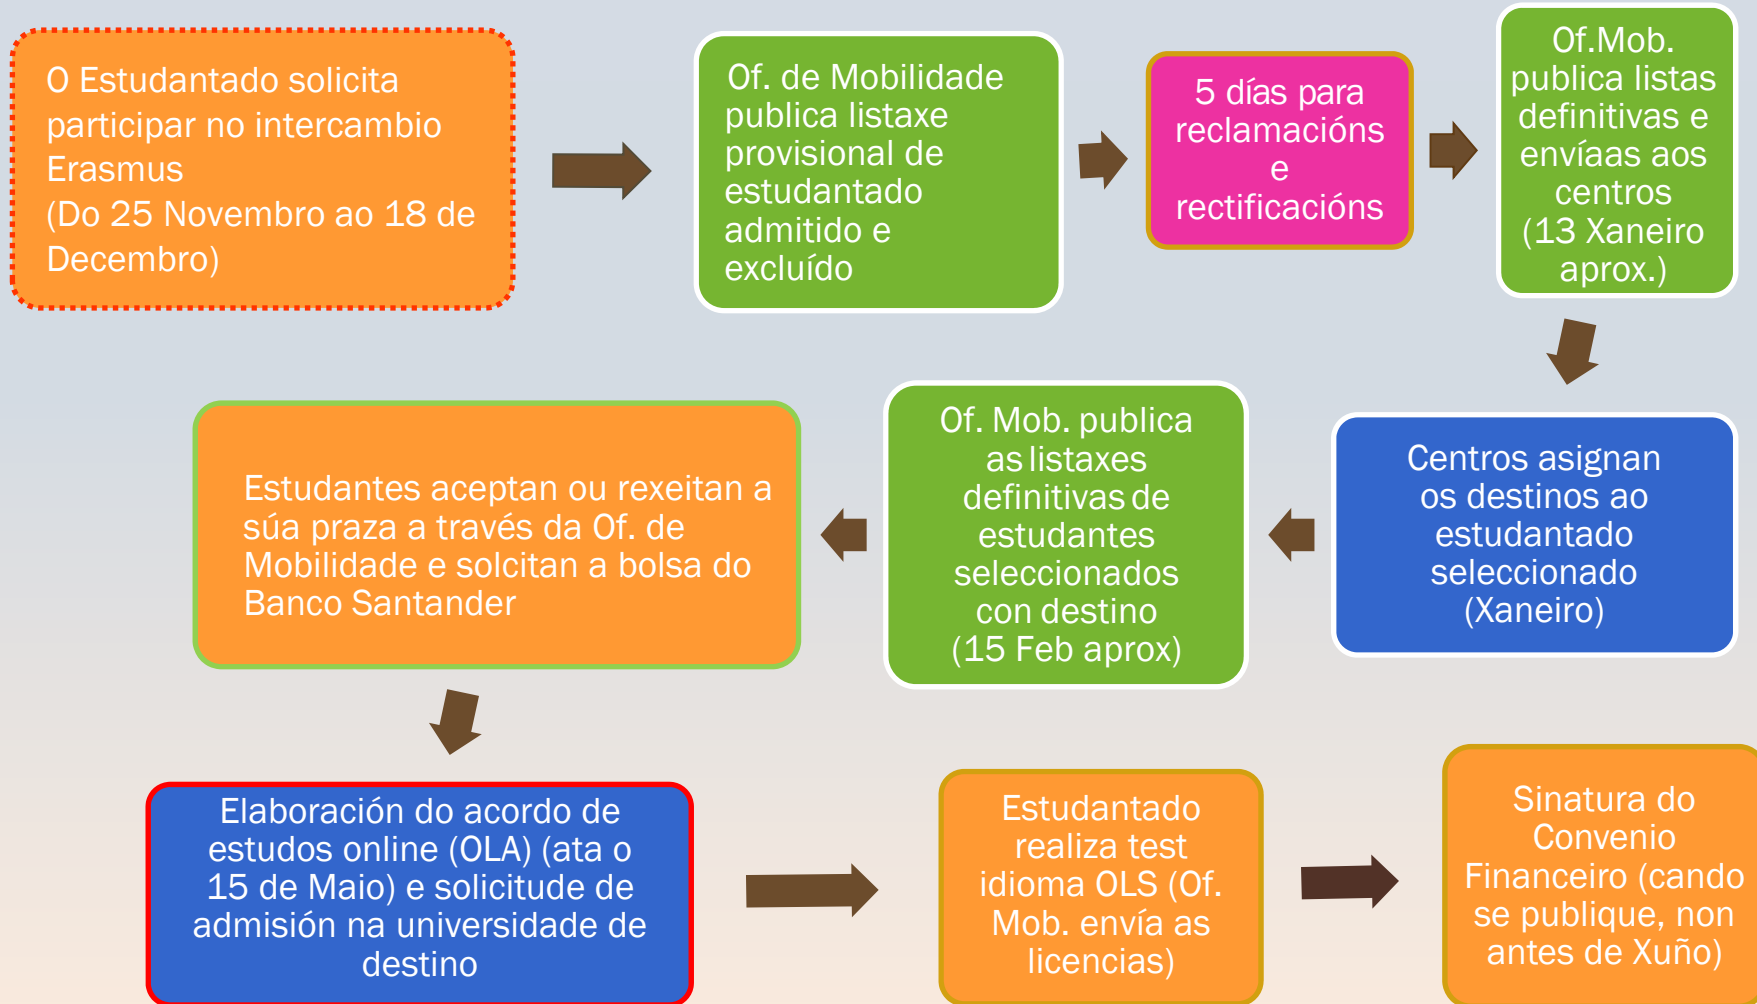 O Estudantado solicita
participar no intercambio
Erasmus
(Do 25 Novembro ao 18 de
Decembro)
Of. de Mobilidade
publica listaxe
provisional de
estudantado
admitido e
excluído
5 días para
reclamacións
e
rectificacións
Of.Mob.
publica listas
definitivas e
envíaas aos
centros
(13 Xaneiro
aprox.)
Centros asignan
os destinos ao
estudantado
seleccionado
(Xaneiro)
Of. Mob. publica
as listaxes
definitivas de
estudantes
seleccionados
con destino
(15 Feb aprox)
Estudantes aceptan ou rexeitan a
súa praza a través da Of. de
Mobilidade e solcitan a bolsa do
Banco Santander
Elaboración do acordo de
estudos online (OLA) (ata o
15 de Maio) e solicitude de
admisión na universidade de
destino
Estudantado
realiza test
idioma OLS (Of.
Mob. envía as
licencias)
Sinatura do
Convenio
Financeiro (cando
se publique, non
antes de Xuño)